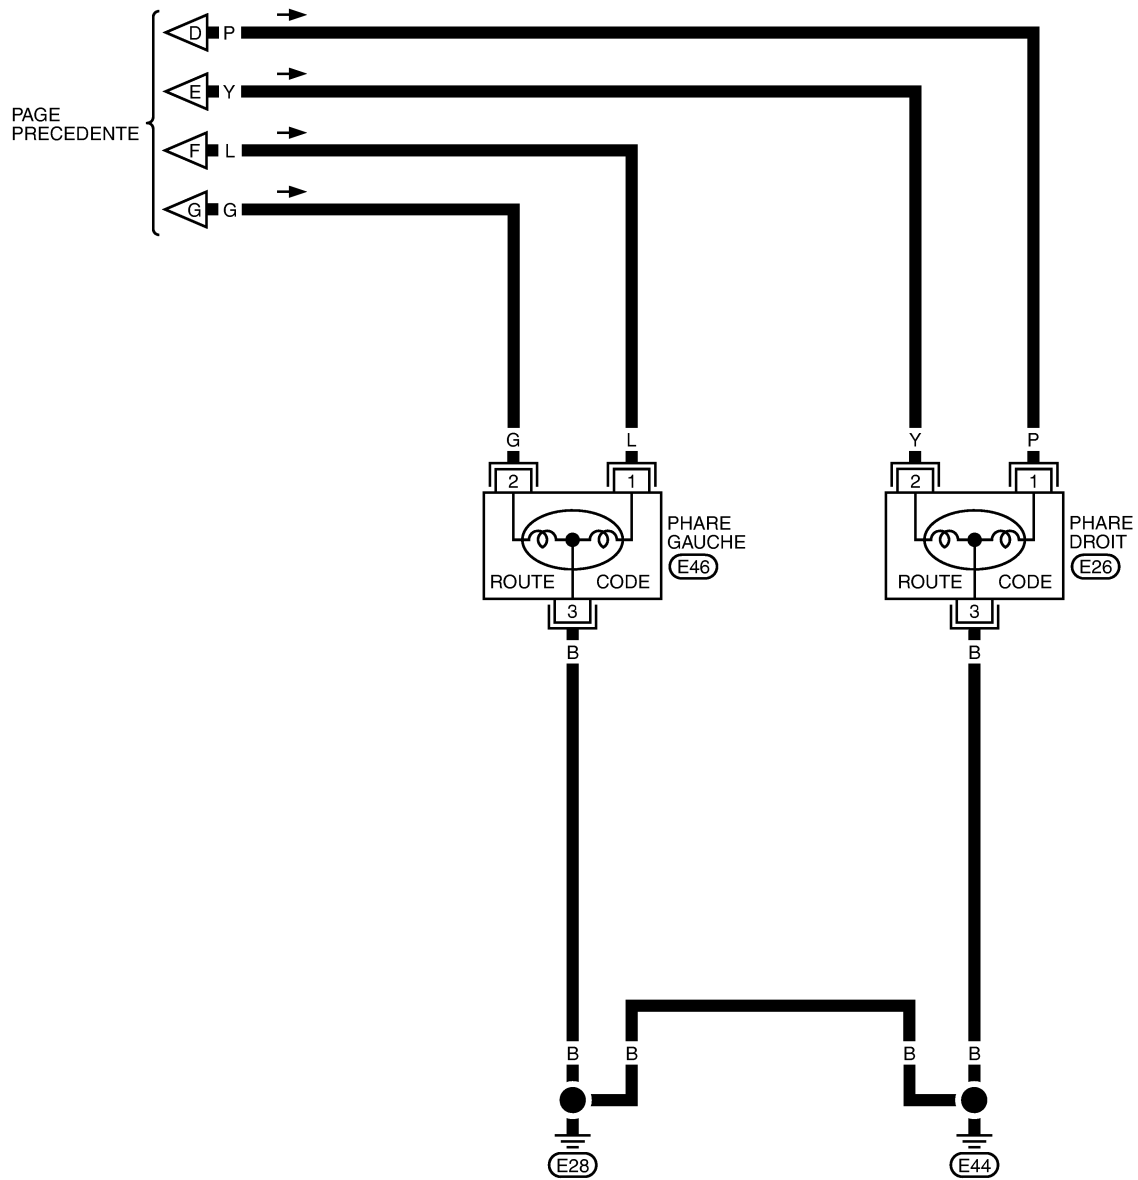 D P
E Y
PAGE
PRECEDENTE
F L
G G
G L Y P
2 1 2 1
PHARE
GAUCHE
E46
PHARE
DROIT
E26
ROUTE CODE ROUTE CODE
3 3
B B
B B B B
E28 E44